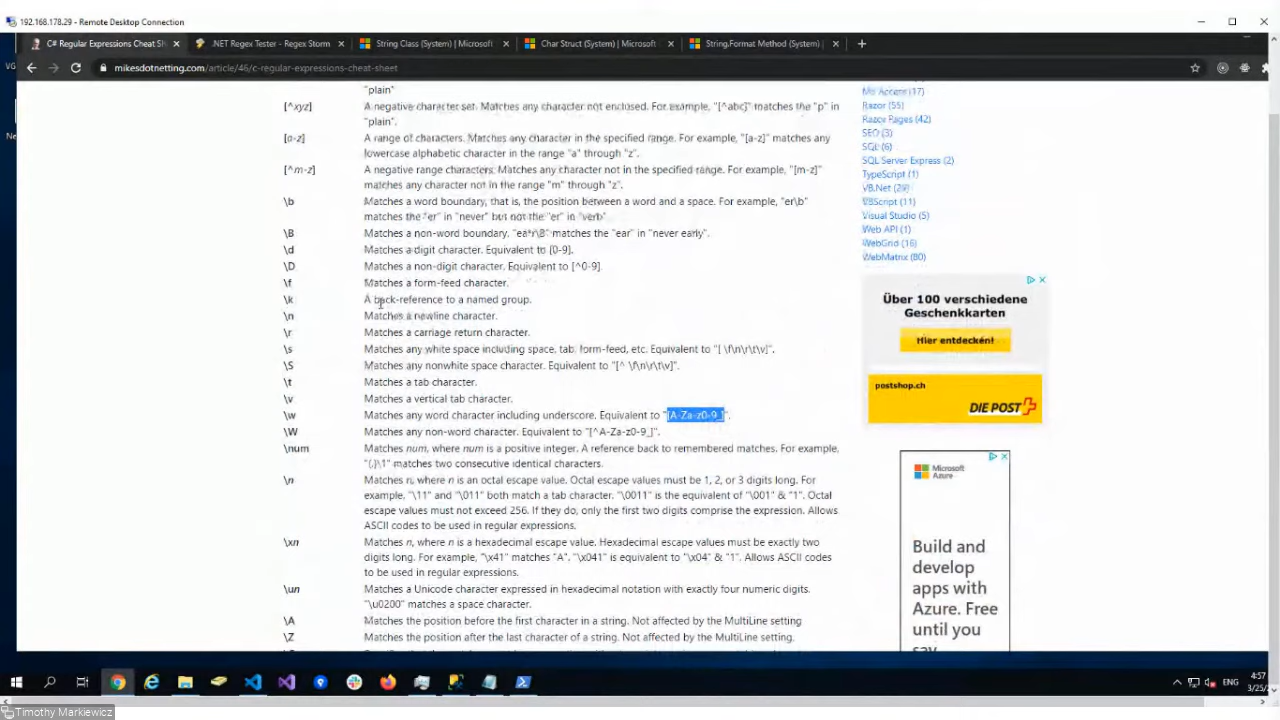 192.168.178.29 - Remote Desktop Connection
C# Regular Expressions Cheat Sh
.NET Regex Tester - Regex Storm
String Class (System) | Microsoft
Char Struct (System) | Microsoft
String.Format Method (System) |
mikesdotnetting.com/article/46/c-regular-expressions-cheat-sheet
"plain"
[^xyz] A negative character set. Matches any character not enclosed. For example, "[^abc]" matches the "p" in
"plain".
[a-z] A range of characters. Matches any character in the specified range. For example, "[a-z]" matches any
lowercase alphabetic character in the range "a" through "z".
[^m-z] A negative range characters. Matches any character not in the specified range. For example, "[m-z]"
matches any character not in the range "m" through "z".
\b Matches a word boundary, that is, the position between a word and a space. For example, "er\b"
matches the "er" in "never" but not the "er" in "verb".
\B Matches a non-word boundary. "ea*r\B" matches the "ear" in "never early".
\d Matches a digit character. Equivalent to [0-9].
\D Matches a non-digit character. Equivalent to [^0-9].
\f Matches a form-feed character.
\k A back-reference to a named group.
\n Matches a newline character.
\r Matches a carriage return character.
\s Matches any white space including space, tab, form-feed, etc. Equivalent to "[ \f\n\r\t\v]".
\S Matches any nonwhite space character. Equivalent to "[^ \f\n\r\t\v]".
\t Matches a tab character.
\v Matches a vertical tab character.
\w Matches any word character including underscore. Equivalent to "[A-Za-z0-9_]".
\W Matches any non-word character. Equivalent to "[^A-Za-z0-9_]".
\num Matches num, where num is a positive integer. A reference back to remembered matches. For example,
"(.)\1" matches two consecutive identical characters.
\n Matches n, where n is an octal escape value. Octal escape values must be 1, 2, or 3 digits long. For
example, "\11" and "\011" both match a tab character. "\0011" is the equivalent of "\001" & "1". Octal
escape values must not exceed 256. If they do, only the first two digits comprise the expression. Allows
ASCII codes to be used in regular expressions.
\xn Matches n, where n is a hexadecimal escape value. Hexadecimal escape values must be exactly two
digits long. For example, "\x41" matches "A". "\x041" is equivalent to "\x04" & "1". Allows ASCII codes
to be used in regular expressions.
\un Matches a Unicode character expressed in hexadecimal notation with exactly four numeric digits.
"\u0200" matches a space character.
\A Matches the position before the first character in a string. Not affected by the MultiLine setting
\Z Matches the position after the last character of a string. Not affected by the MultiLine setting.
Ms Access (17)
Razor (55)
Razor Pages (42)
SEO (3)
SQL (6)
SQL Server Express (2)
TypeScript (1)
VB.Net (29)
VBScript (11)
Visual Studio (5)
Web API (1)
WebGrid (16)
WebMatrix (80)
Über 100 verschiedene
Geschenkkarten
Hier entdecken!
postshop.ch
DIE POST
Microsoft
Azure
Build and
develop
apps with
Azure. Free
until you
say
ENG
4:57
3/25/
Timothy Markiewicz